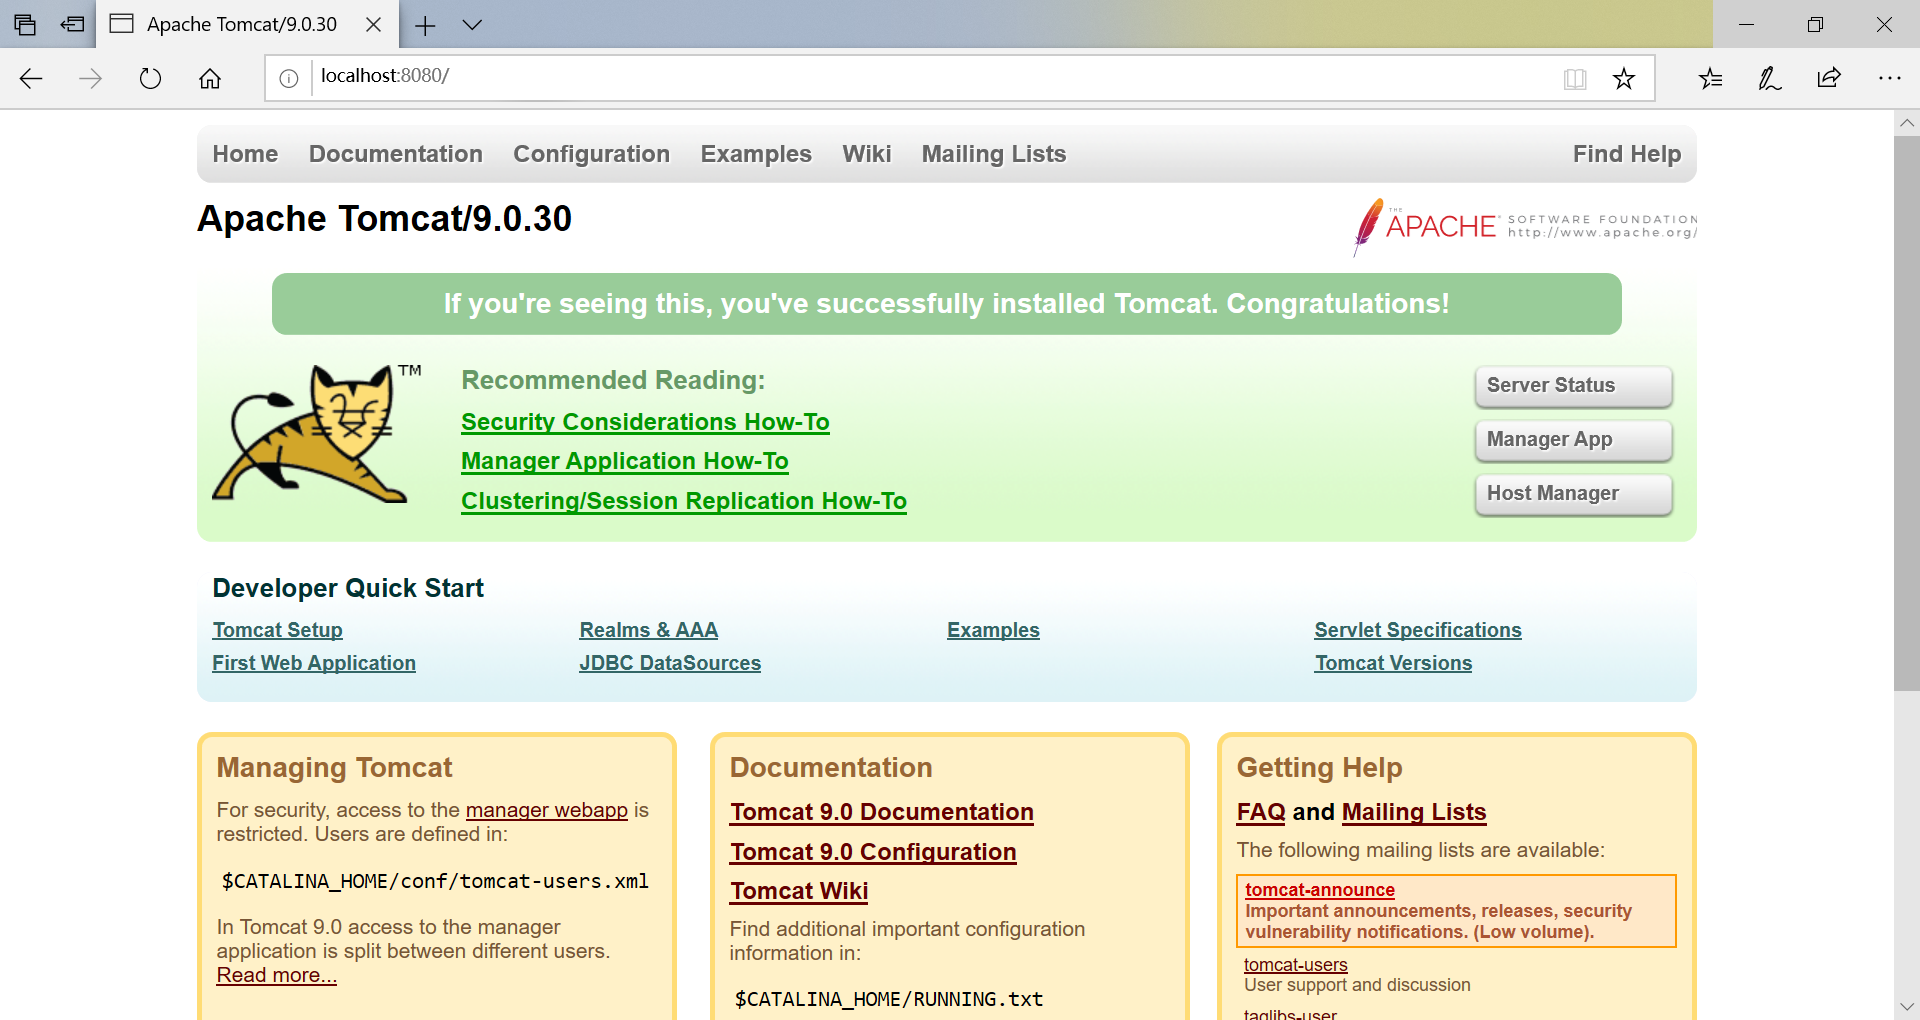 Apache Tomcat/9.0.30
localhost:8080/
Home Documentation Configuration Examples Wiki Mailing Lists Find Help
Apache Tomcat/9.0.30
THE APACHE® SOFTWARE FOUNDATION
http://www.apache.org/
If you're seeing this, you've successfully installed Tomcat. Congratulations!
TM
Recommended Reading:
Security Considerations How-To
Manager Application How-To
Clustering/Session Replication How-To
Server Status
Manager App
Host Manager
Developer Quick Start
Tomcat Setup
First Web Application
Realms & AAA
JDBC DataSources
Examples
Servlet Specifications
Tomcat Versions
Managing Tomcat
For security, access to the manager webapp is
restricted. Users are defined in:
$CATALINA_HOME/conf/tomcat-users.xml
In Tomcat 9.0 access to the manager
application is split between different users.
Read more...
Documentation
Tomcat 9.0 Documentation
Tomcat 9.0 Configuration
Tomcat Wiki
Find additional important configuration
information in:
$CATALINA_HOME/RUNNING.txt
Getting Help
FAQ and Mailing Lists
The following mailing lists are available:
tomcat-announce
Important announcements, releases, security
vulnerability notifications. (Low volume).
tomcat-users
User support and discussion
taglibs-user